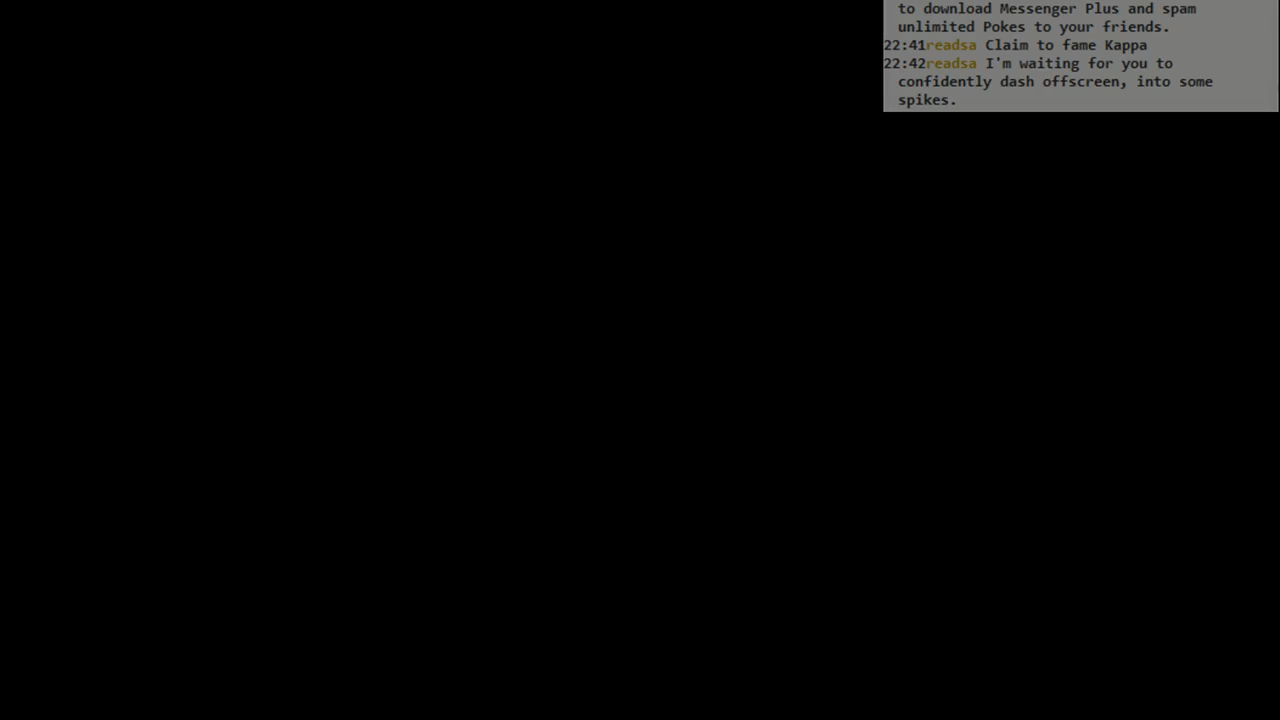 to download Messenger Plus and spam
unlimited Pokes to your friends.
22:41readsa Claim to fame Kappa
22:42readsa I'm waiting for you to
confidently dash offscreen, into some
spikes.